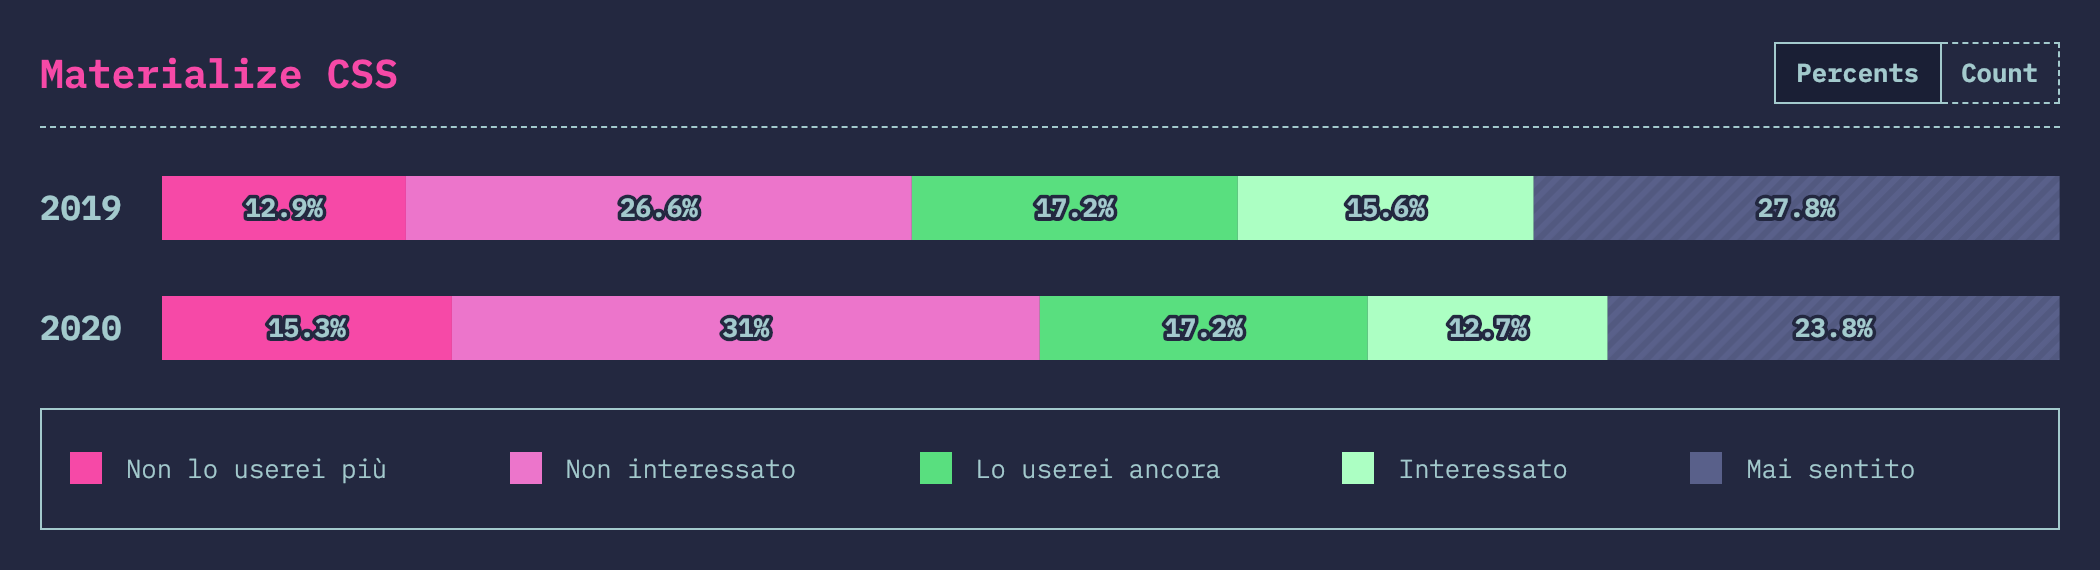 Materialize CSS
Percents Count
2019 12.9% 26.6% 17.2% 15.6% 27.8%
2020 15.3% 31% 17.2% 12.7% 23.8%
Non lo userei più Non interessato Lo userei ancora Interessato Mai sentito